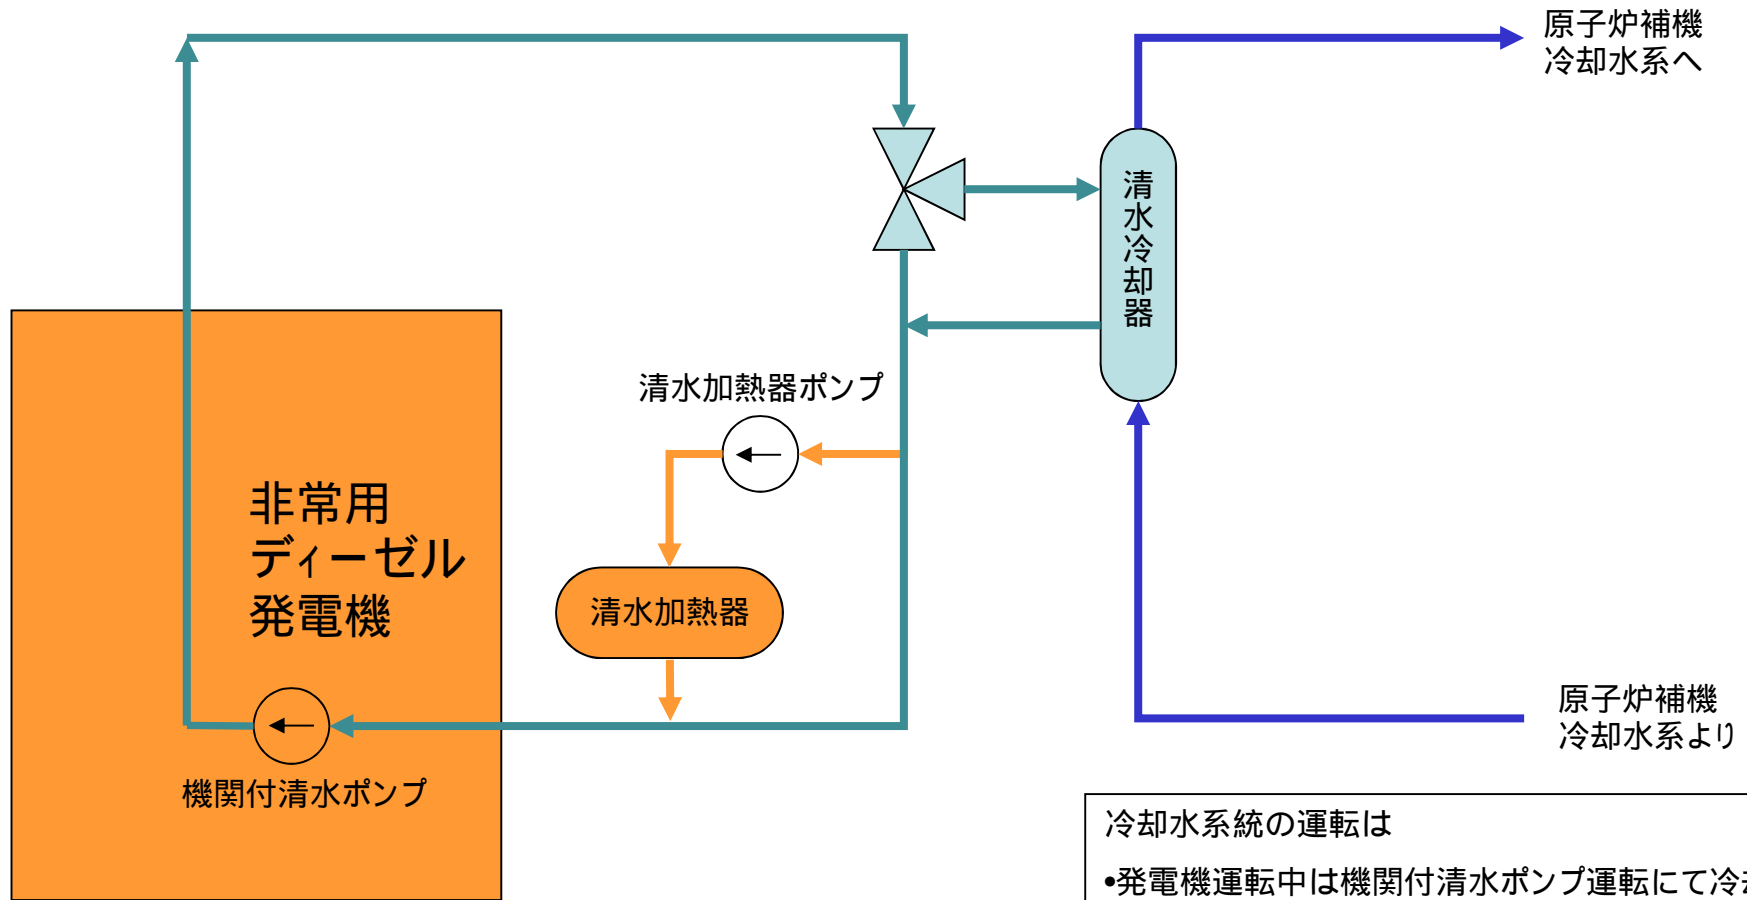 原子炉補機
冷却水系へ
清水冷却器
清水加熱器ポンプ
非常用
ディーゼル
発電機
清水加熱器
原子炉補機
冷却水系より
機関付清水ポンプ
冷却水系統の運転は
•発電機運転中は機関付清水ポンプ運転にて冷